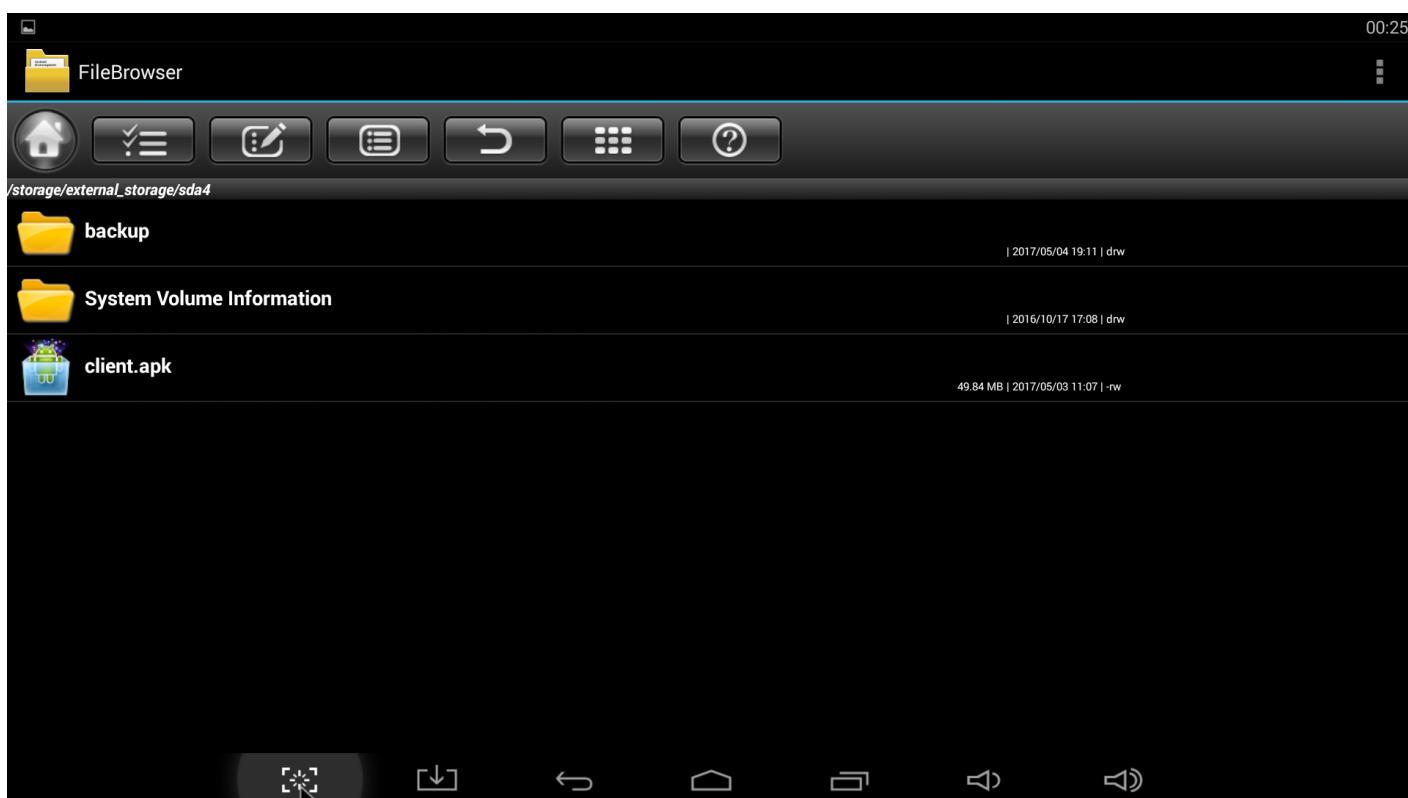 00:25
FileBrowser
/storage/external_storage/sda4
backup
| 2017/05/04 19:11 | drw
System Volume Information
| 2016/10/17 17:08 | drw
client.apk
49.84 MB | 2017/05/03 11:07 | -rw